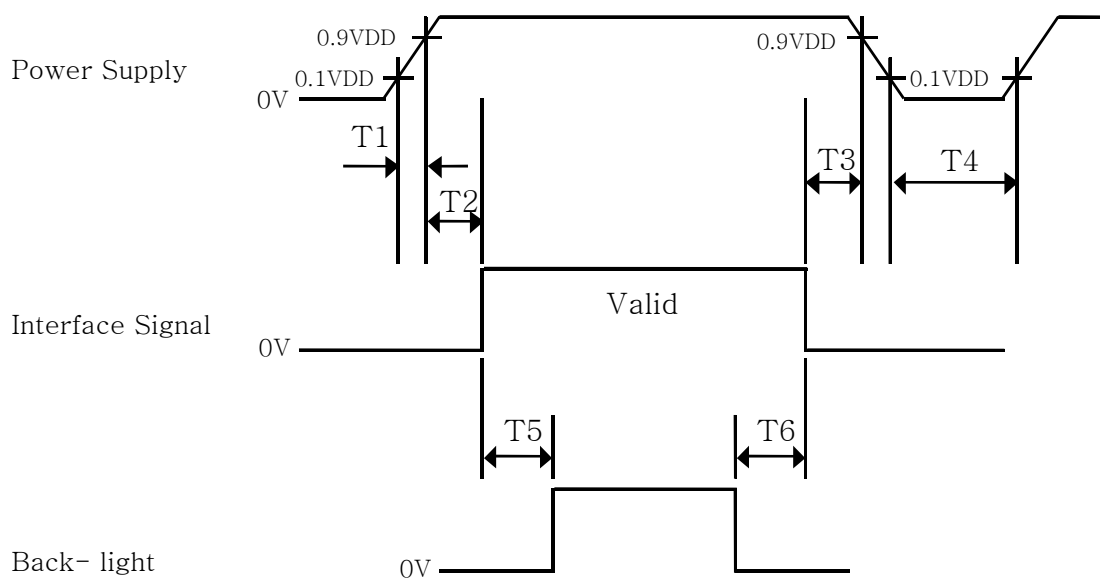 0.9VDD
0.9VDD
Power Supply
0.1VDD
0.1VDD
0V
T1
T2
T3
T4
Valid
Interface Signal
0V
T5
T6
Back- light
0V